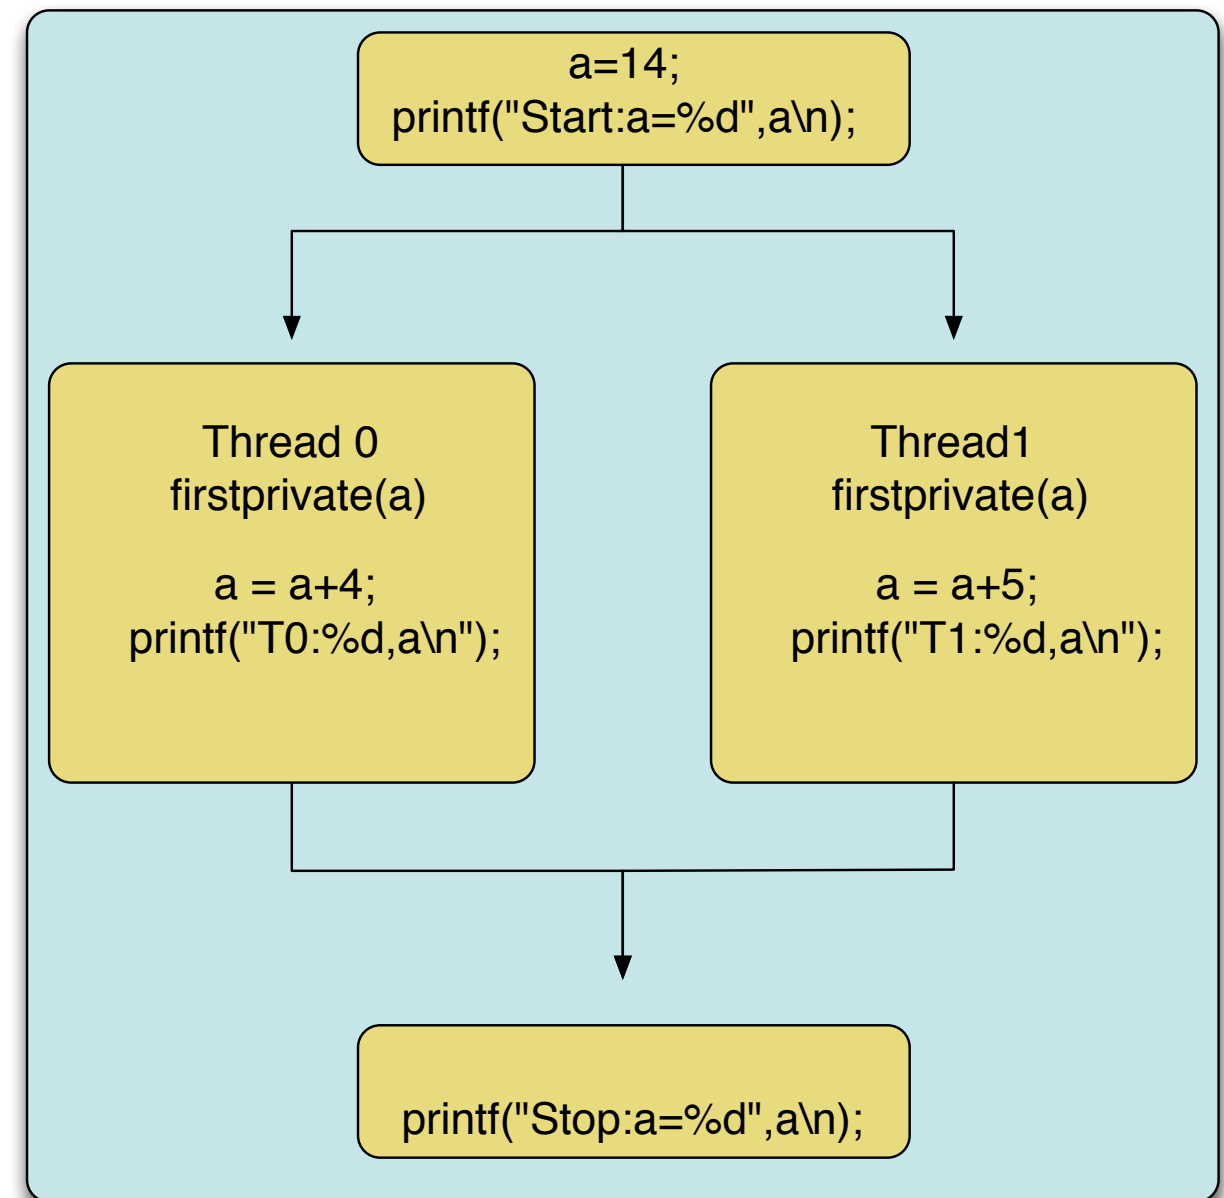 a=14;
printf("Start:a=%d",a\n);
Thread 0
firstprivate(a)
a = a+4;
printf("T0:%d,a\n");
Thread1
firstprivate(a)
a = a+5;
printf("T1:%d,a\n");
printf("Stop:a=%d",a\n);